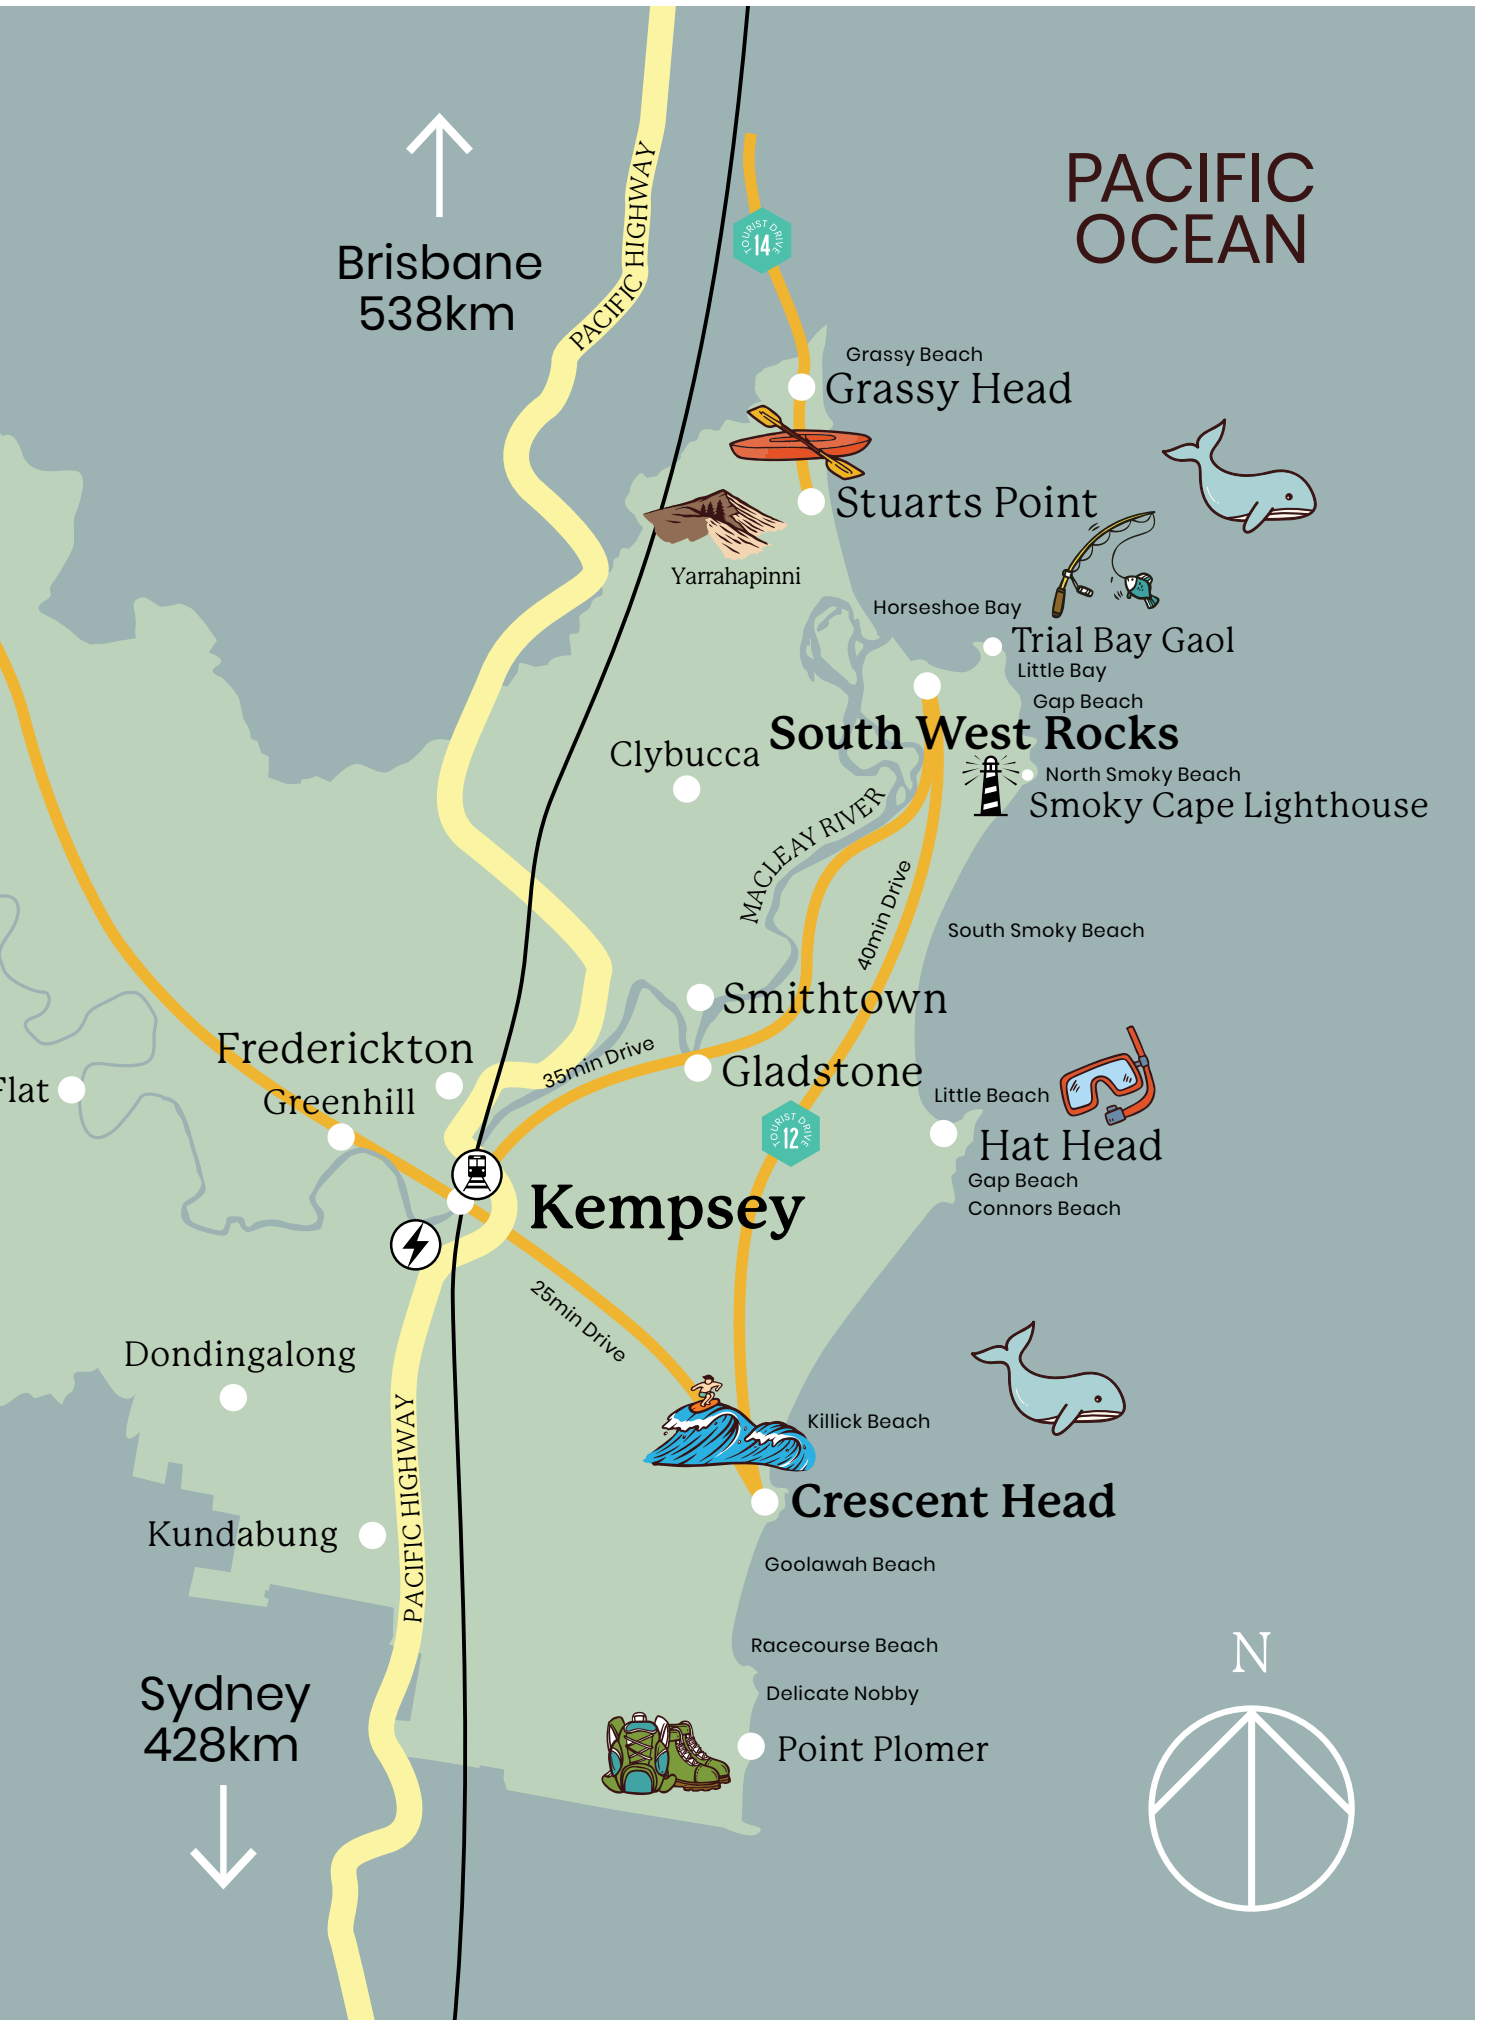 PACIFIC HIGHWAY
PACIFIC
OCEAN
TOURIST DRIVE
14
Brisbane
538km
Grassy Beach
Grassy Head
Stuarts Point
Yarrahapinni
Horseshoe Bay
Trial Bay Gaol
Little Bay
Gap Beach
South West Rocks
Clybucca
North Smoky Beach
Smoky Cape Lighthouse
MACLEAY RIVER
40min Drive
South Smoky Beach
Smithtown
Frederickton
35min Drive
Gladstone
Flat
Greenhill
Little Beach
TOURIST DRIVE
12
Hat Head
Gap Beach
Connors Beach
Kempsey
25min Drive
Dondingalong
Killick Beach
PACIFIC HIGHWAY
Crescent Head
Kundabung
Goolawah Beach
Racecourse Beach
N
Delicate Nobby
Sydney
428km
Point Plomer